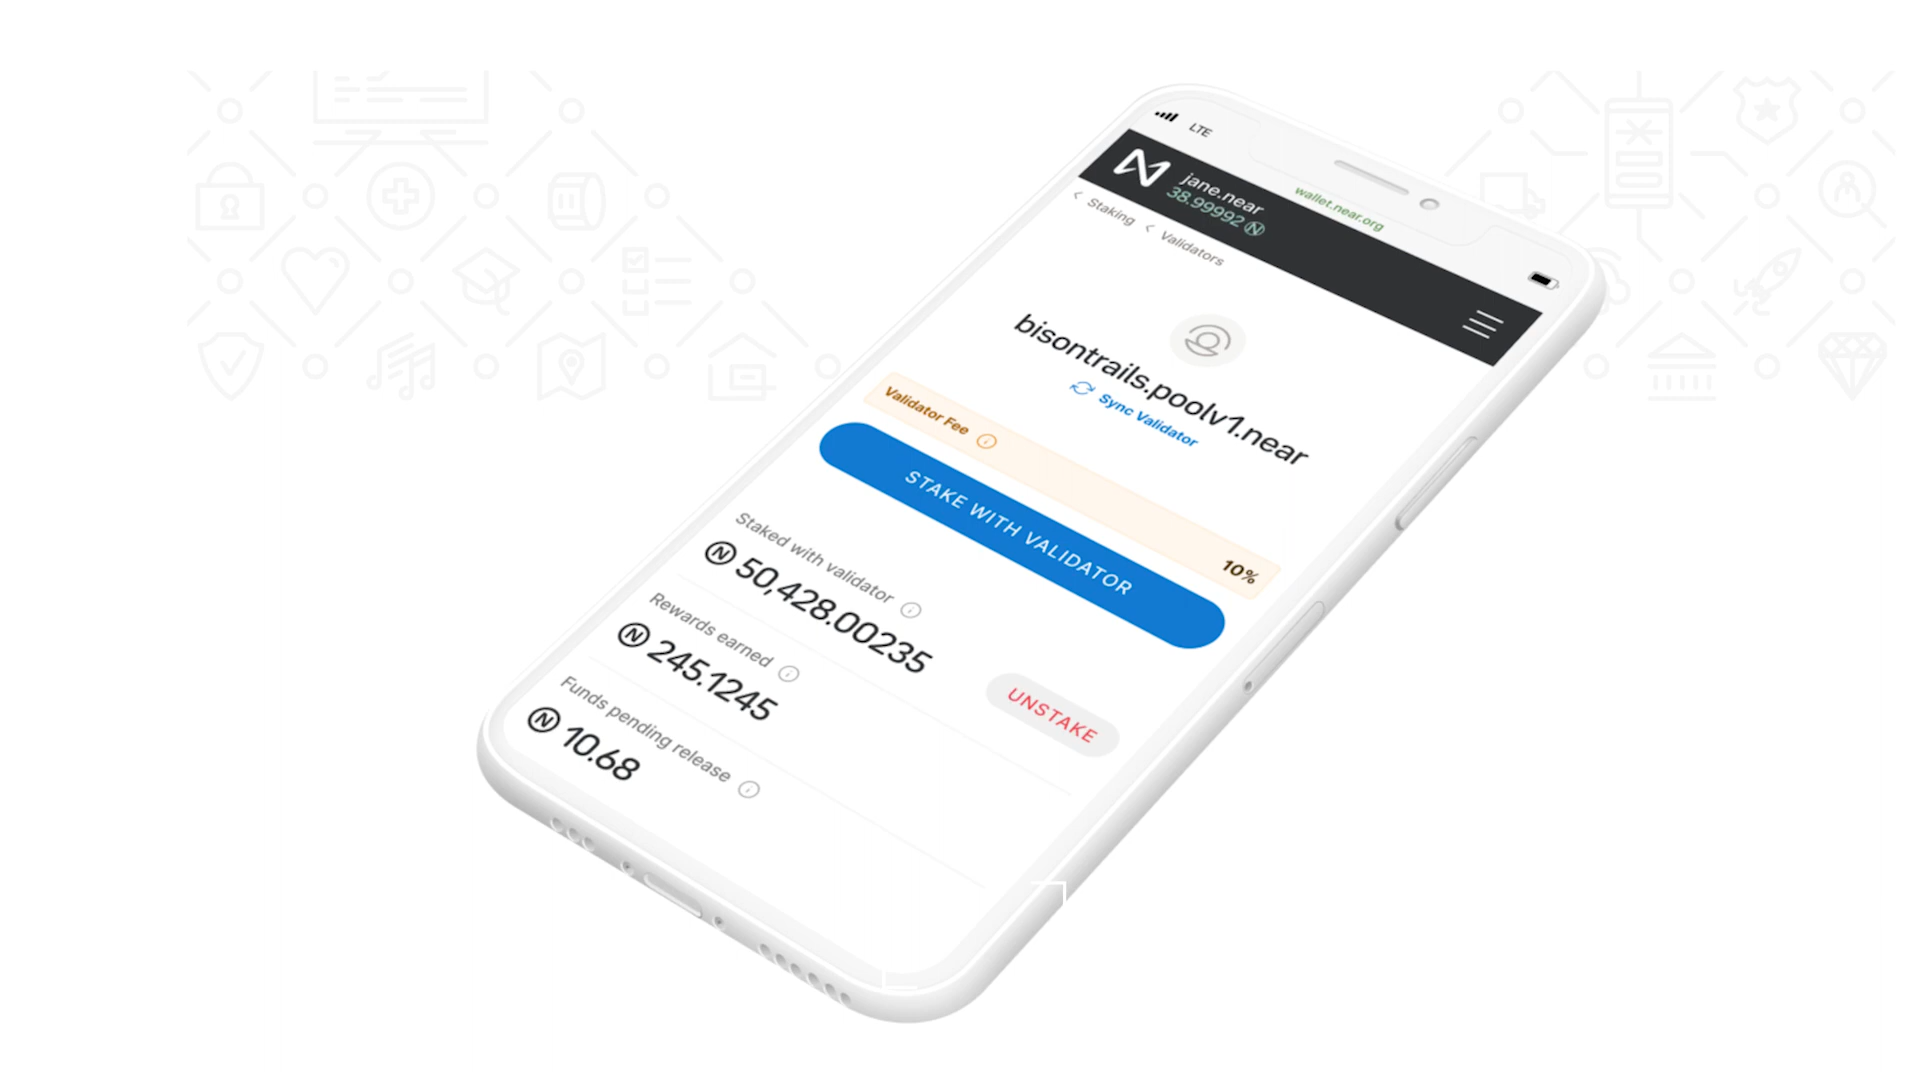 LTE
wallet.near.org
jane.near
38.99992
Staking
Validators
bisontrails.poolv1.near
Sync Validator
Validator Fee
10%
STAKE WITH VALIDATOR
Staked with validator
50,428.00235
UNSTAKE
Rewards earned
245.1245
Funds pending release
10.68